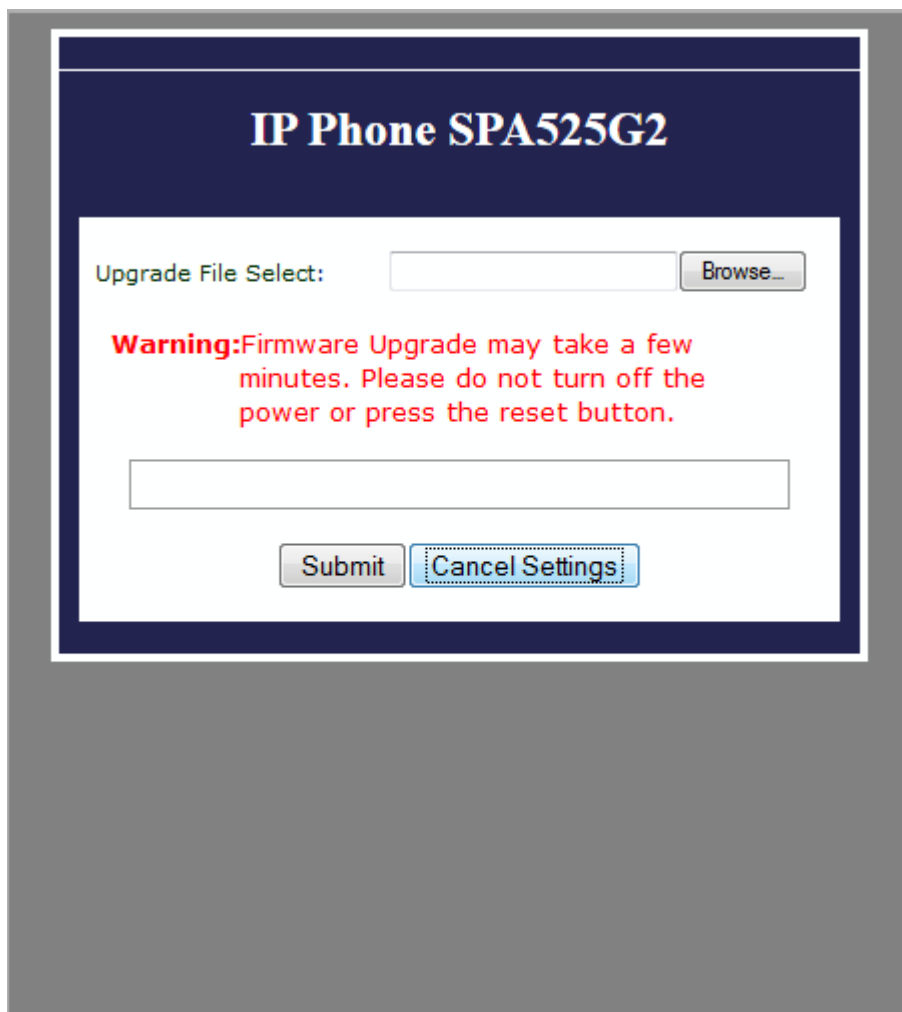 IP Phone SPA525G2
Upgrade File Select: Browse...
Warning:Firmware Upgrade may take a few
minutes. Please do not turn off the
power or press the reset button.
Submit Cancel Settings